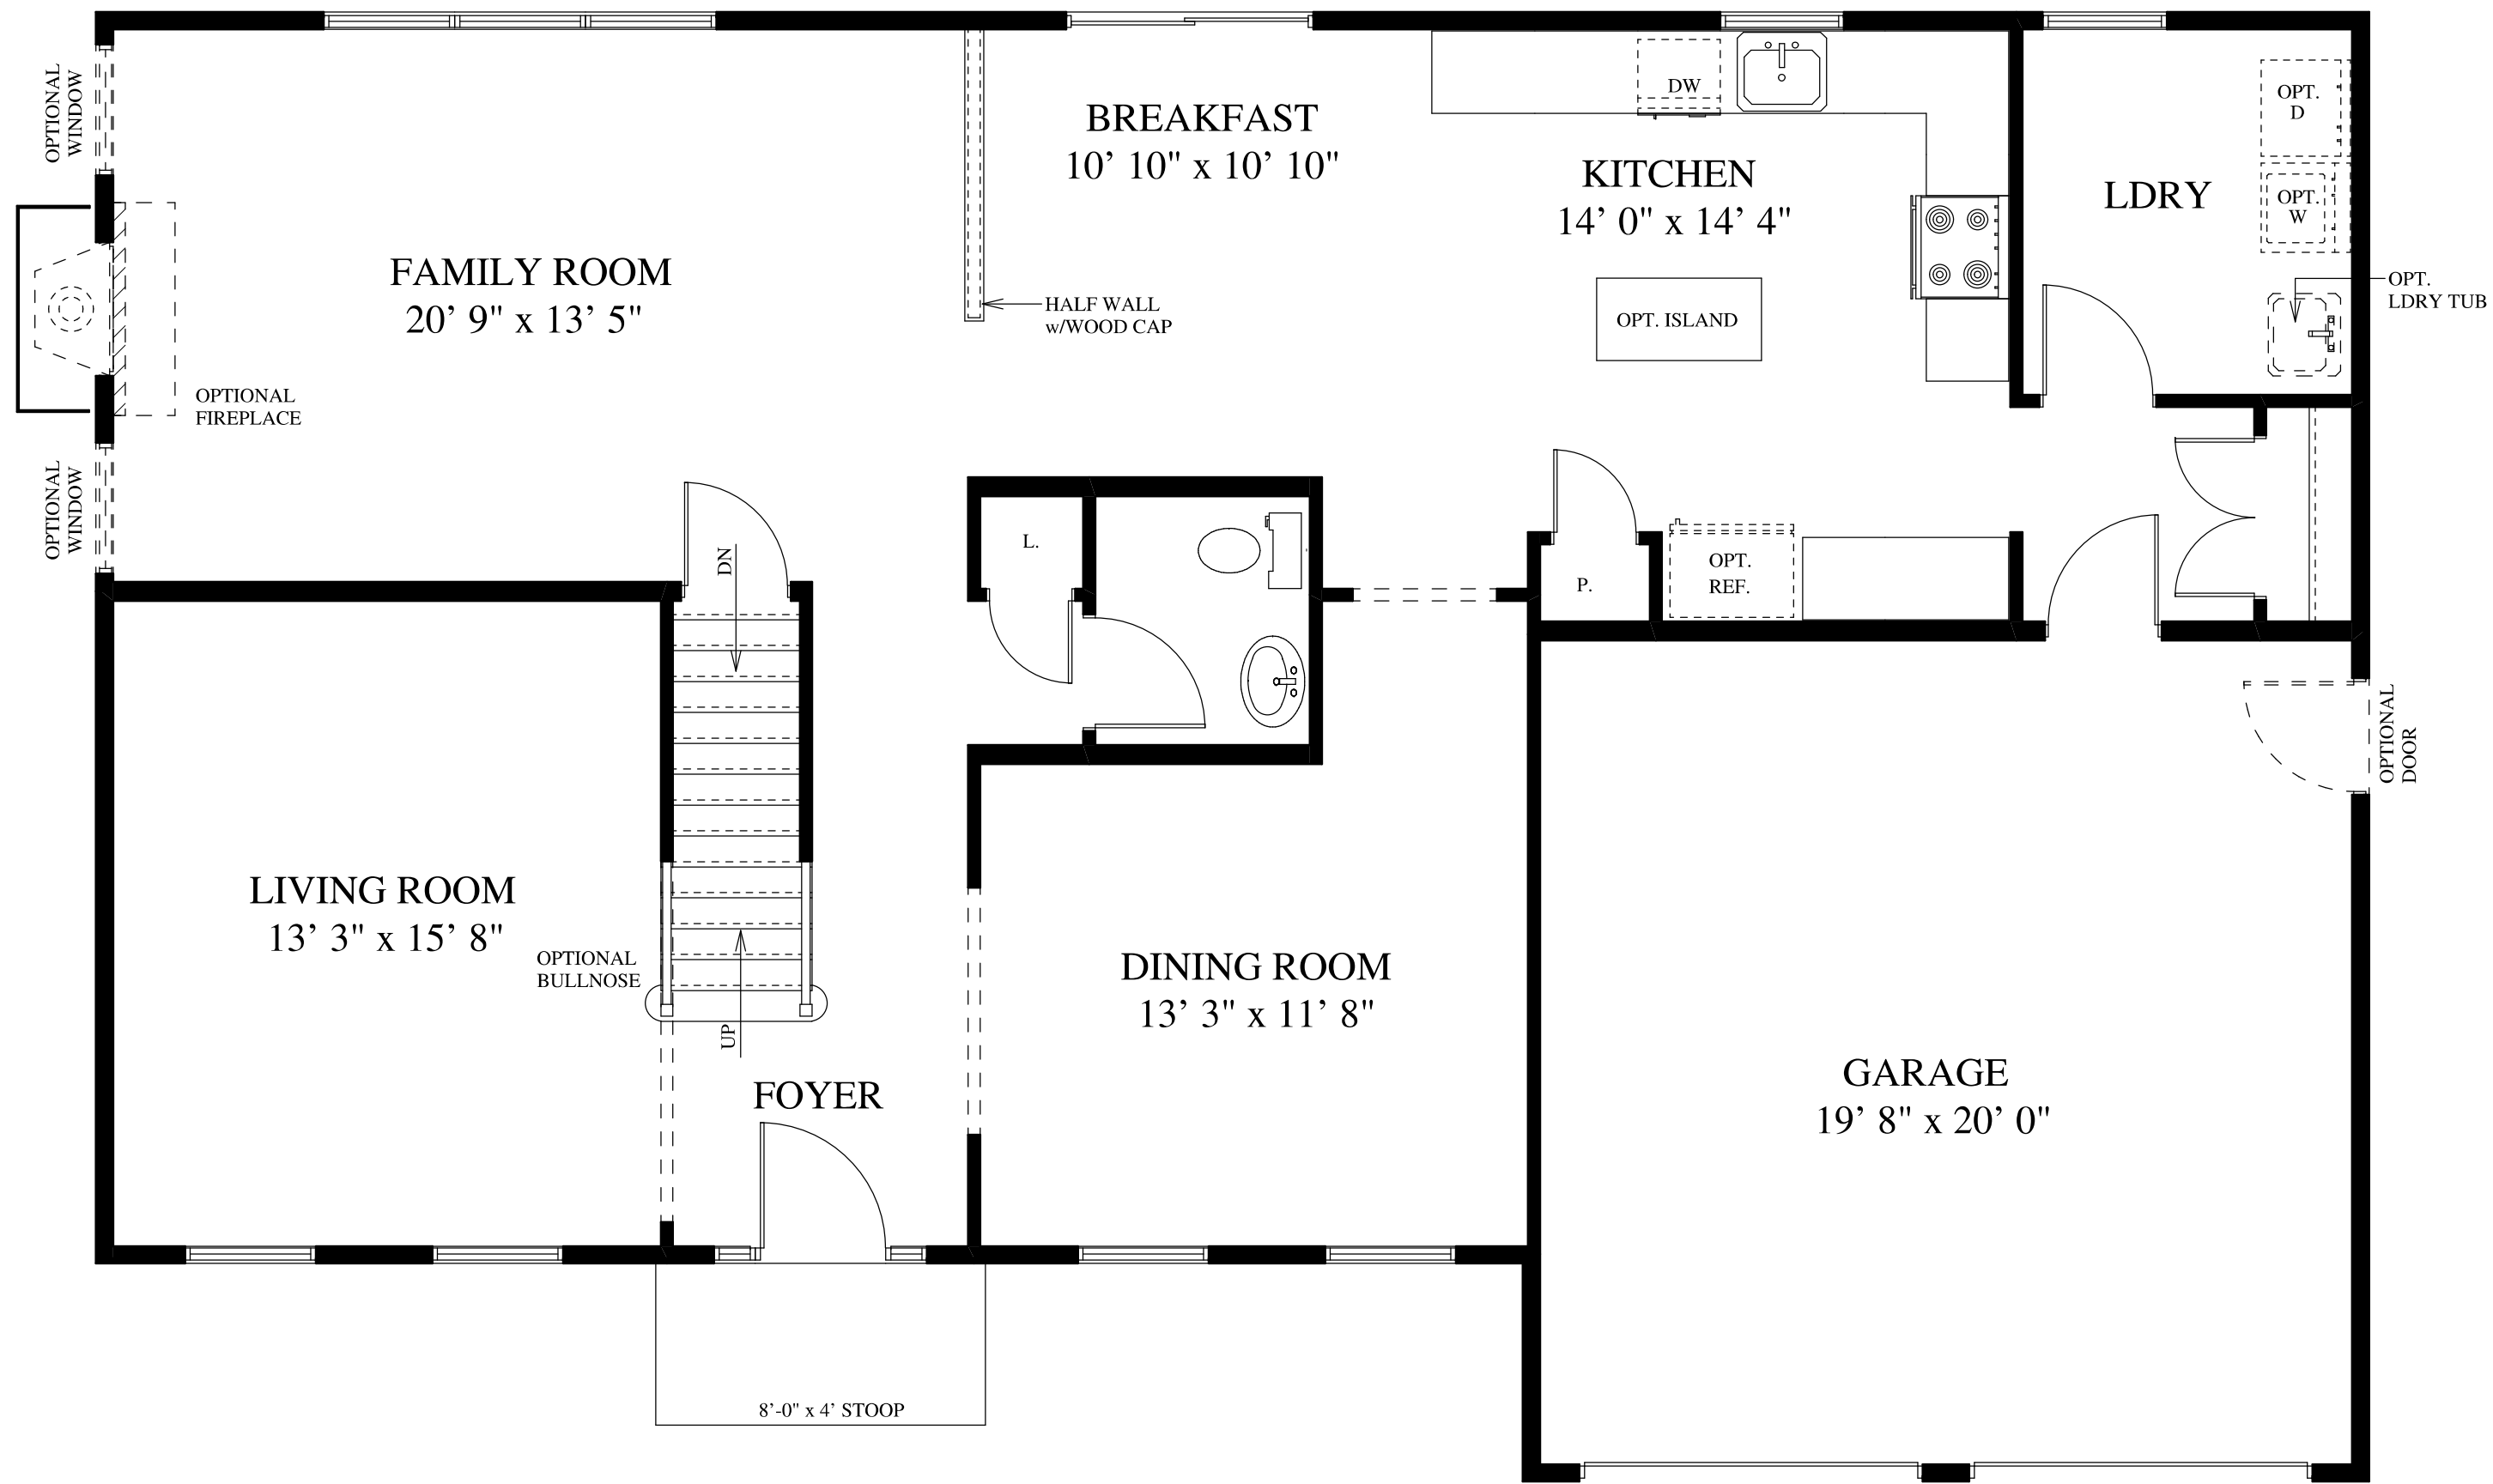 OPTIONAL
WINDOW
BREAKFAST
10' 10" x 10' 10"
DW
KITCHEN
14' 0" x 14' 4"
OPT.
D
LDRY
OPT.
W
FAMILY ROOM
20' 9" x 13' 5"
HALF WALL
w/WOOD CAP
OPT. ISLAND
OPT.
LDRY TUB
OPTIONAL
FIREPLACE
OPTIONAL
WINDOW
DN
L.
P.
OPT.
REF.
OPTIONAL
DOOR
LIVING ROOM
13' 3" x 15' 8"
OPTIONAL
BULLNOSE
UP
DINING ROOM
13' 3" x 11' 8"
FOYER
GARAGE
19' 8" x 20' 0"
8'-0" x 4' STOOP